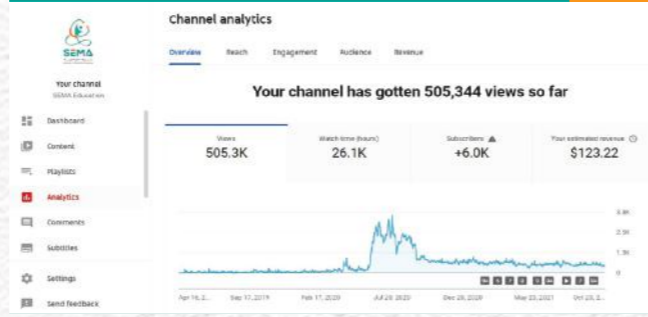 Channel analytics
SEMA
Overview Reach Engagement Audience Revenue
Your channel
SEMA Education
Your channel has gotten 505,344 views so far
Dashboard
Content
Views
505.3K
Watch time (hours)
26.1K
Subscribers
+6.0K
Your estimated revenue
$123.22
Playlists
Analytics
Comments
Subtitles
Settings
Send feedback
0
Sep 17, 2019 Feb 17, 2020 Jul 20, 2020 Dec 20, 2020 May 23, 2021